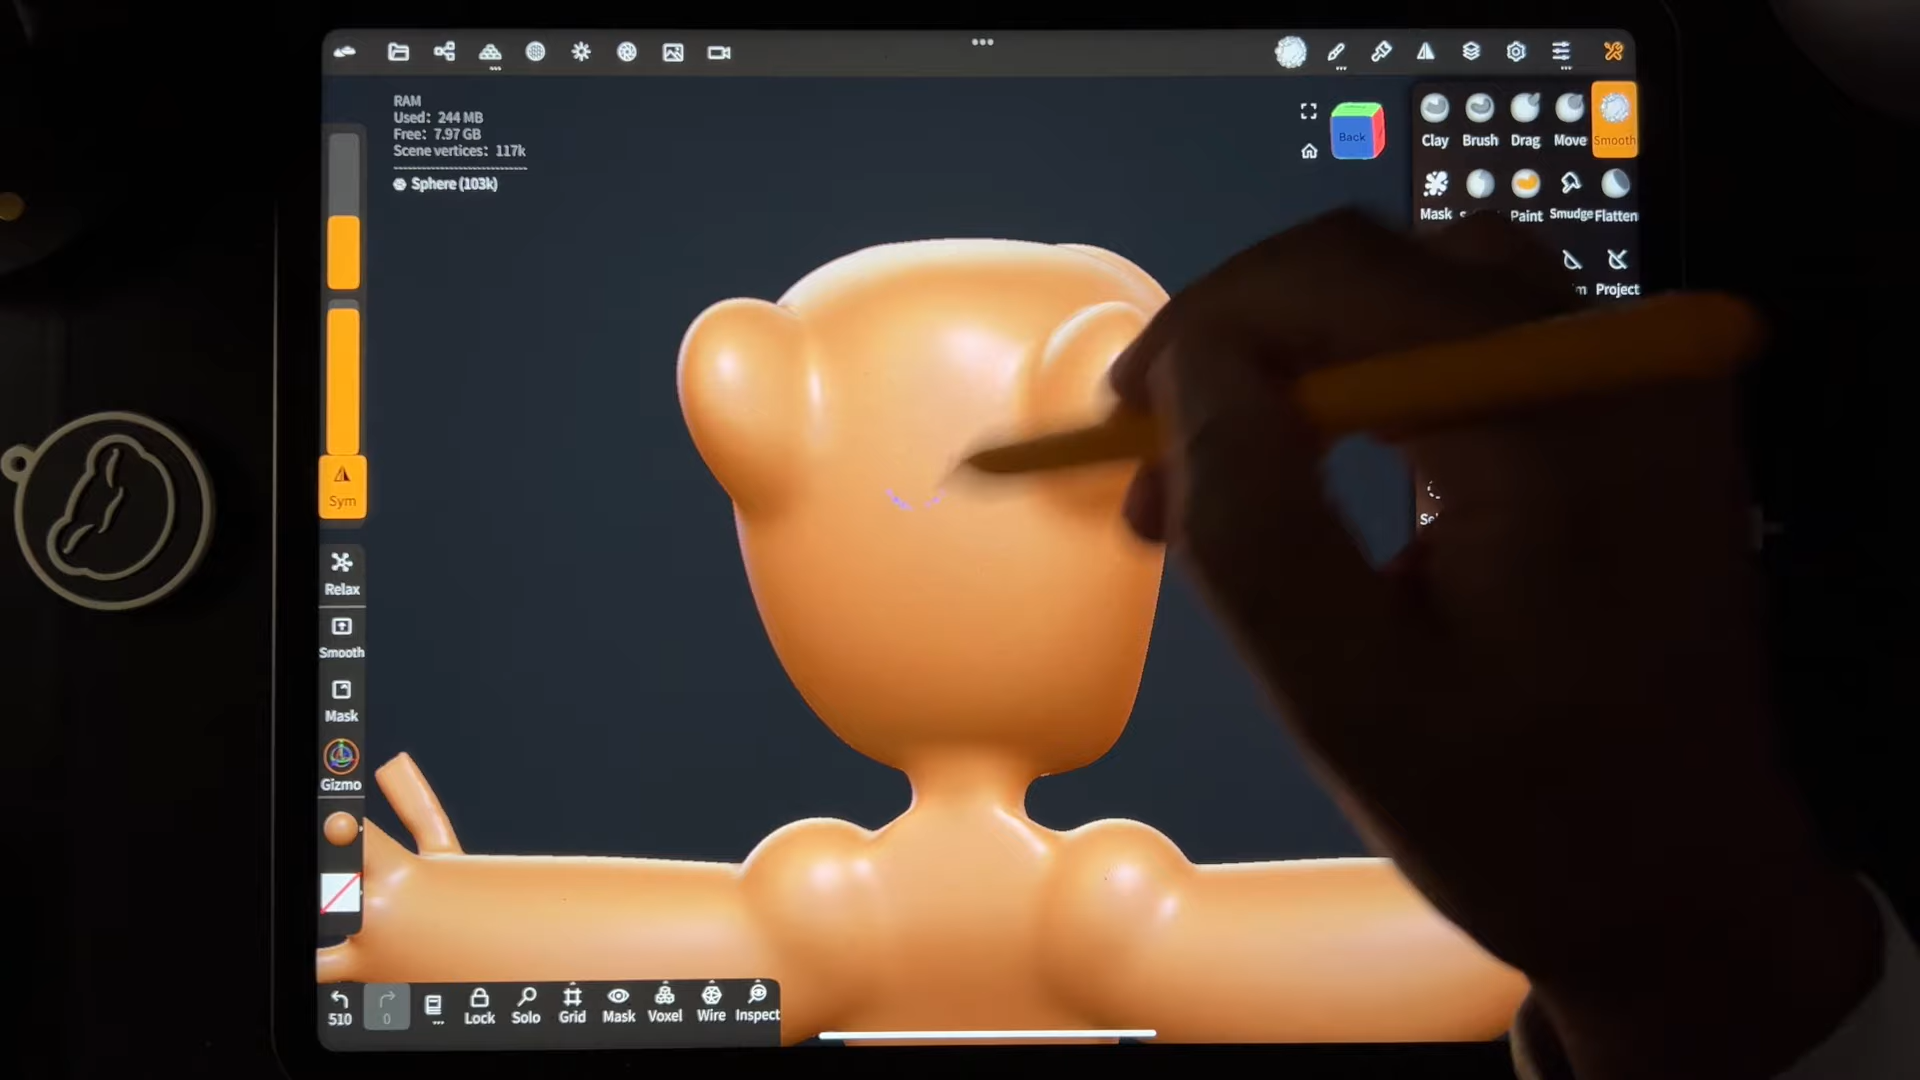 RAM
Used: 244 MB
Free: 7.97 GB
Scene vertices: 117k
Sphere (103k)
Back
Clay Brush Drag Move Smooth
Mask Paint Smudge Flatten
Project
Sym
Relax
Smooth
Mask
Gizmo
510 0 Lock Solo Grid Mask Voxel Wire Inspect